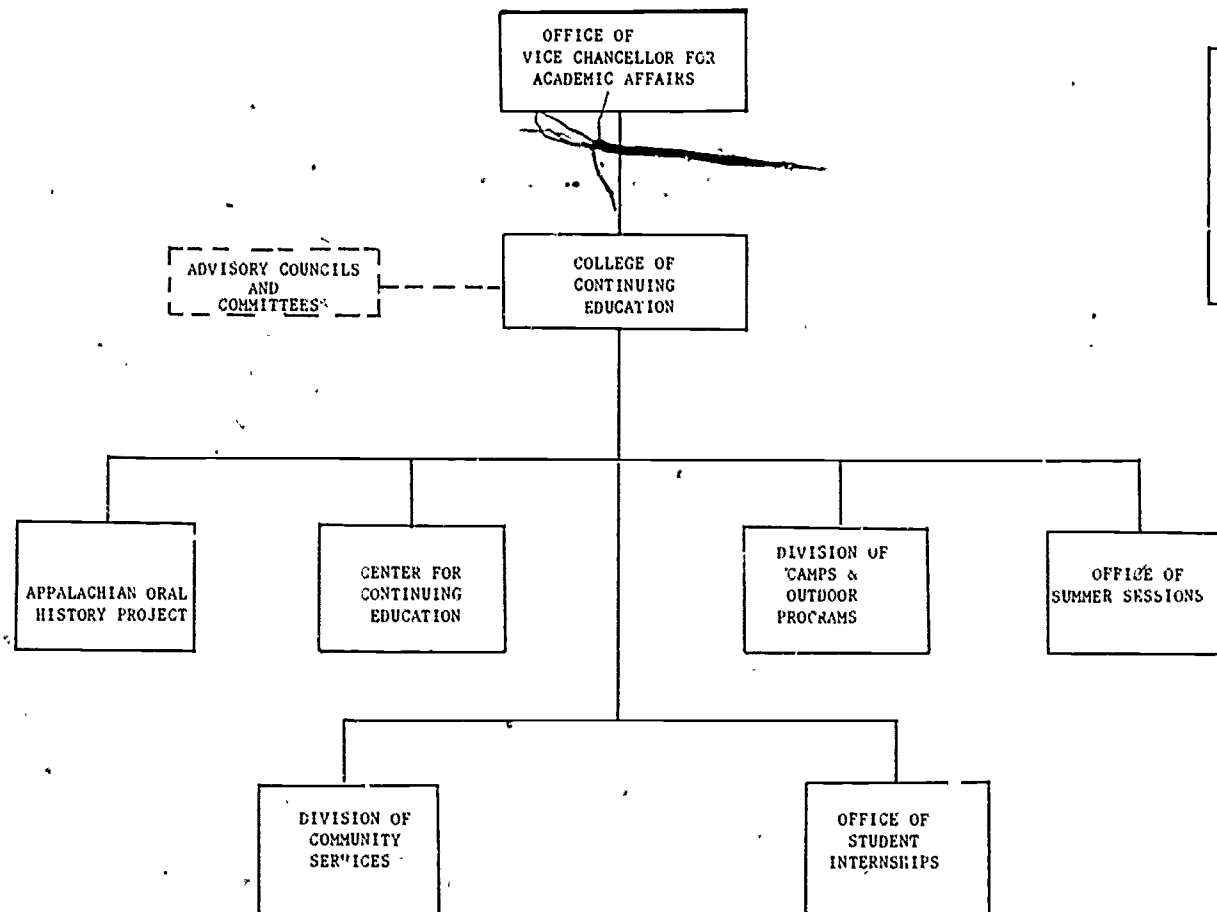 OFFICE OF
VICE CHANCELLOR FOR
ACADEMIC AFFAIRS
ADVISORY COUNCILS
AND
COMMITTEES
COLLEGE OF
CONTINUING
EDUCATION
APPALACHIAN ORAL
HISTORY PROJECT
CENTER FOR
CONTINUING
EDUCATION
DIVISION OF
CAMPS &
OUTDOOR
PROGRAMS
OFFICE OF
SUMMER SESSIONS
DIVISION OF
COMMUNITY
SERVICES
OFFICE OF
STUDENT
INTERNSHIPS